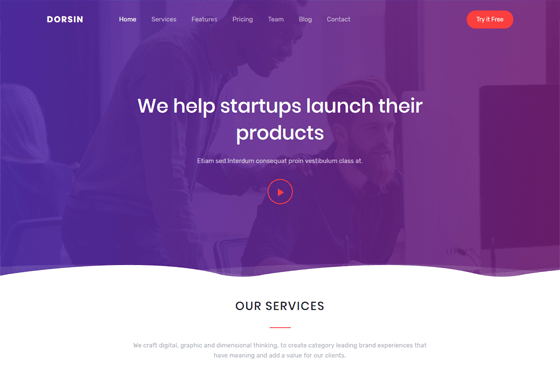 DORSIN Home Services Features Pricing Team Blog Contact Try it Free
We help startups launch their
products
Etiam sed.Interdum consequat proin vestibulum class at.
OUR SERVICES
We craft digital, graphic and dimensional thinking, to create category leading brand experiences that
have meaning and add a value for our clients.